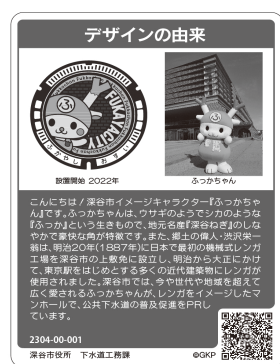 デザインの由来
FUKAYACITY
ふ
ふかやし
おすい
設置開始 2022年
ふっかちゃん
こんにちは!深谷市イメージキャラクター『ふっかちゃ
ん』です。ふっかちゃんは、ウサギのようでシカのような
『ふっか』という生きもので、地元名産『深谷ねぎ』のしな
やかで豪快な角が特徴です。また、郷土の偉人・渋沢栄一
翁は、明治20年(1887年)に日本で最初の機械式レンガ
工場を深谷市の上敷免に設立し、明治から大正にかけ
て、東京駅をはじめとする多くの近代建築物にレンガが
使用されました。深谷市では、今や世代や地域を超えて
広く愛されるふっかちゃんが、レンガをイメージしたマ
ンホールで、公共下水道の普及促進をPRし
ています。
2304-00-001
深谷市役所 下水道工務課
©GKP